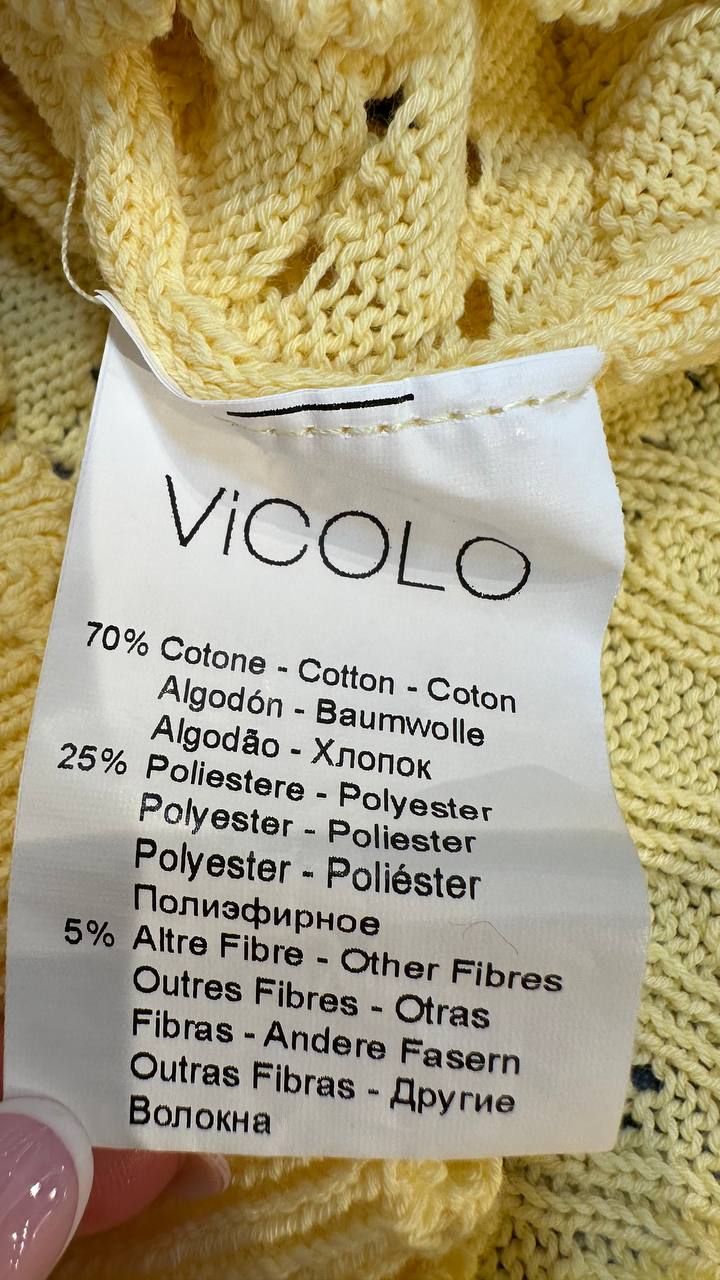 ViCOLO
70% Cotone - Cotton - Coton
Algodón - Baumwolle
Algodão - Хлопок
25% Poliestere - Polyester
Polyester - Poliester
Polyester - Poliéster
Полиэфирное
5% Altre Fibre - Other Fibres
Outres Fibres - Otras
Fibras - Andere Fasern
Outras Fibras - Другие
Волокна